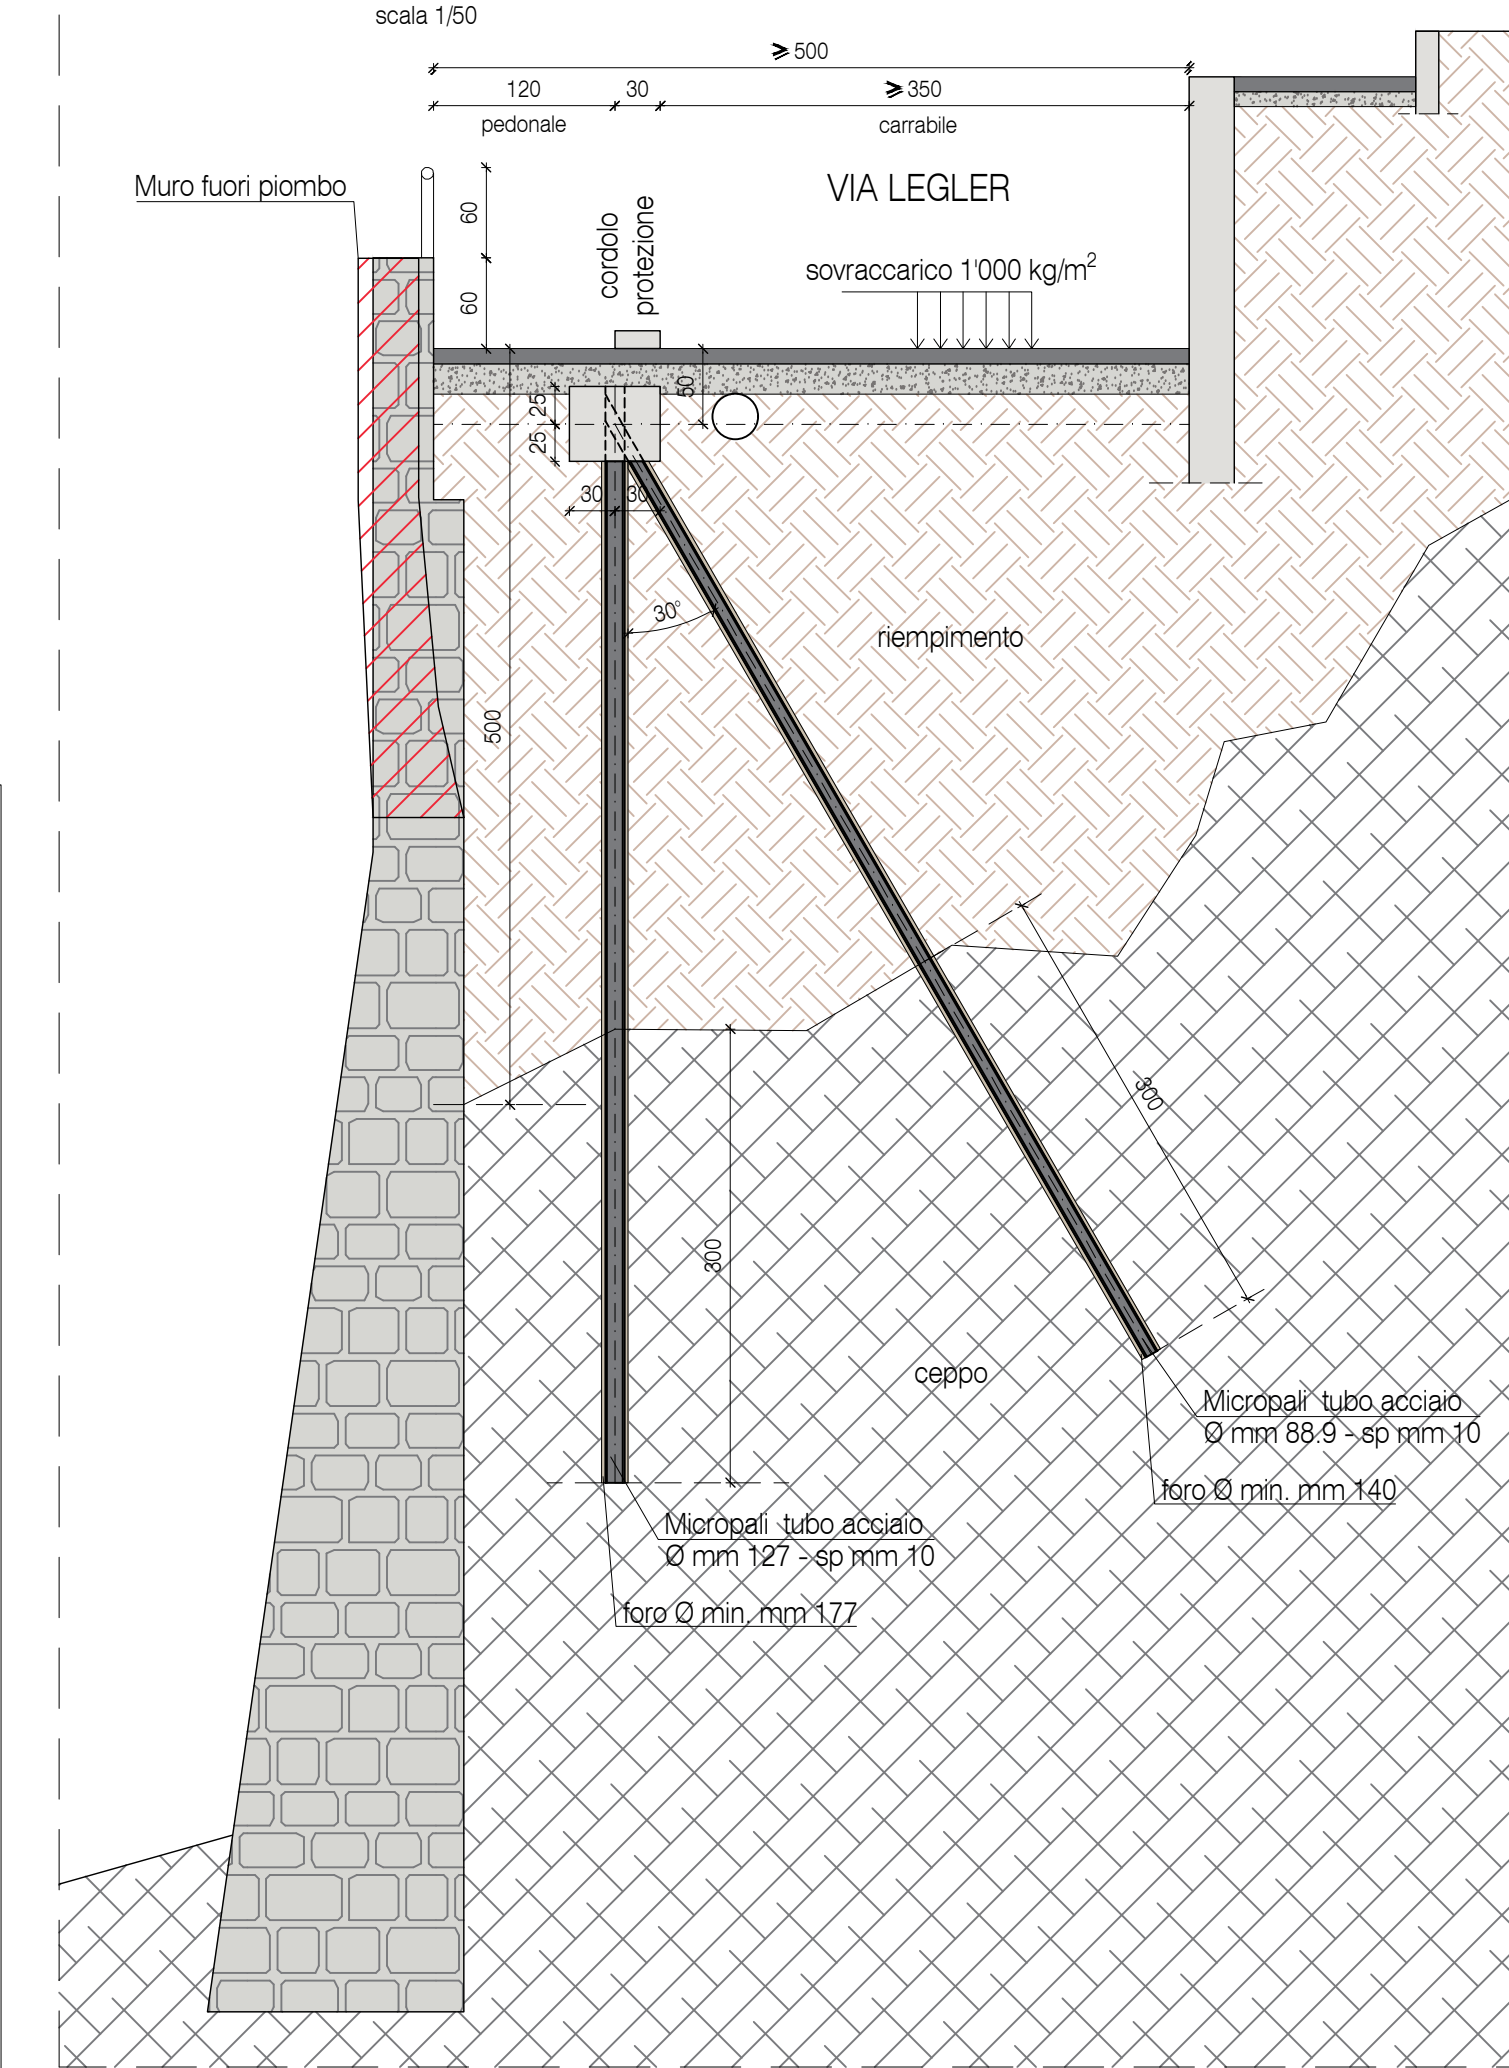 scala 1/50
⩾ 500
120
30
⩾ 350
pedonale
carrabile
Muro fuori piombo
60
60
cordolo
protezione
VIA LEGLER
sovraccarico 1'000 kg/m²
25
25
50
30
30
30°
riempimento
500
300
300
ceppo
Micropali tubo acciaio
Ø mm 88.9 - sp mm 10
foro Ø min. mm 140
Micropali tubo acciaio
Ø mm 127 - sp mm 10
foro Ø min. mm 177